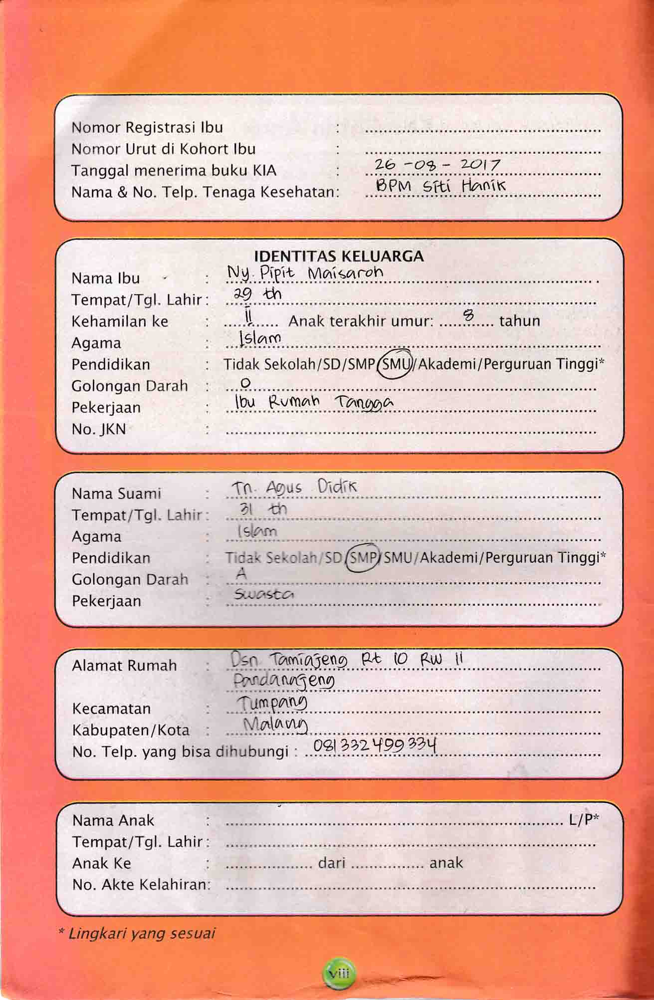 Nomor Registrasi Ibu : ........................................
Nomor Urut di Kohort Ibu : ........................................
Tanggal menerima buku KIA : 26 - 08 - 2017
Nama & No. Telp. Tenaga Kesehatan: BPM Siti Hanik
IDENTITAS KELUARGA
Nama Ibu : Ny. Pipit Maisaroh
Tempat/Tgl. Lahir : 29 th
Kehamilan ke : II Anak terakhir umur: 8 tahun
Agama : Islam
Pendidikan : Tidak Sekolah/SD/SMP/SMU/Akademi/Perguruan Tinggi*
Golongan Darah : O
Pekerjaan : Ibu Rumah Tangga
No. JKN : ........................................
Nama Suami : Tn. Agus Didik
Tempat/Tgl. Lahir : 31 th
Agama : Islam
Pendidikan : Tidak Sekolah/SD/SMP/SMU/Akademi/Perguruan Tinggi*
Golongan Darah : A
Pekerjaan : Swasta
Alamat Rumah : Dsn. Tamiajeng Rt 10 RW 11
Pandanajeng
Kecamatan : Tumpang
Kabupaten/Kota : Malang
No. Telp. yang bisa dihubungi : 081332499334
Nama Anak : ........................................ L/P*
Tempat/Tgl. Lahir : ........................................
Anak Ke : .................. dari ................ anak
No. Akte Kelahiran: ........................................
* Lingkari yang sesuai
viii